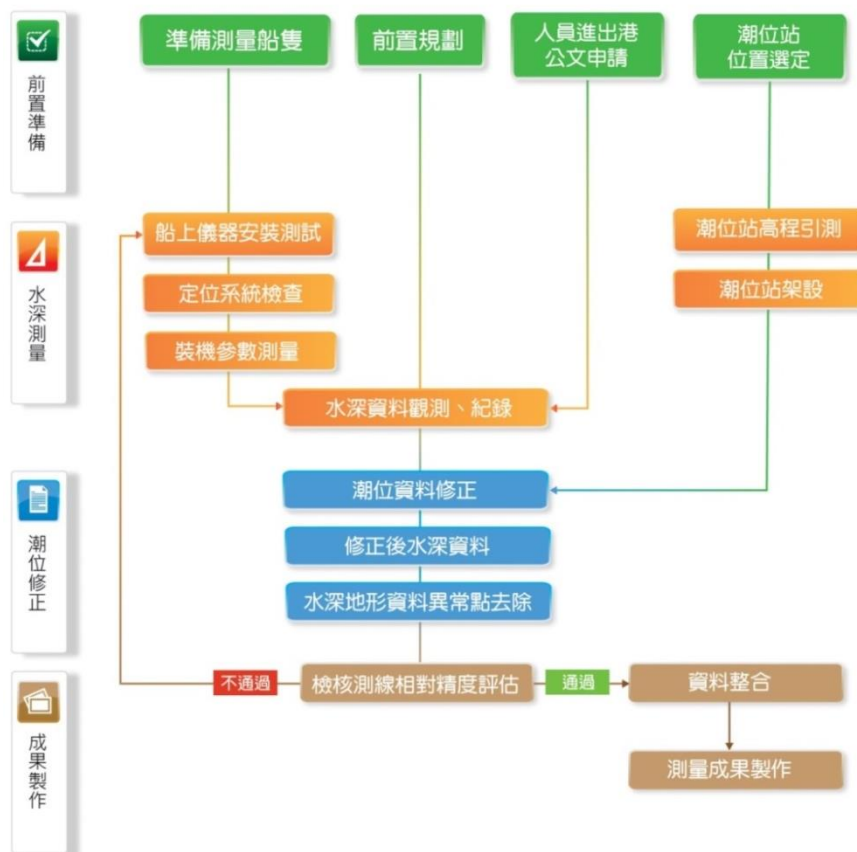 前置準備
準備測量船隻
前置規劃
人員進出港
公文申請
潮位站
位置選定
水深測量
船上儀器安裝測試
潮位站高程引測
定位系統檢查
潮位站架設
裝機參數測量
水深資料觀測、紀錄
潮位修正
潮位資料修正
修正後水深資料
水深地形資料異常點去除
成果製作
不通過
檢核測線相對精度評估
通過
資料整合
測量成果製作